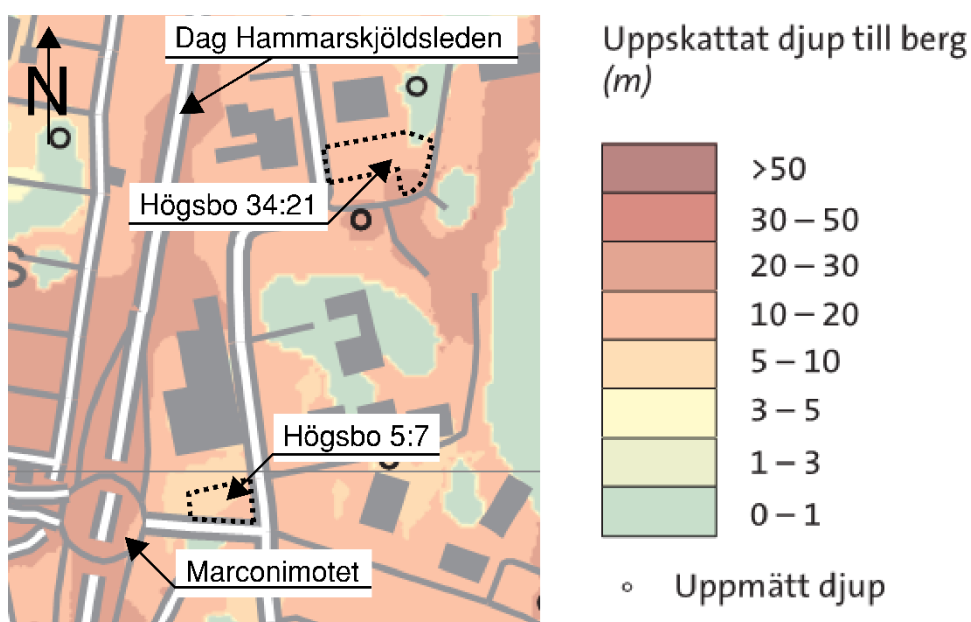 Dag Hammarskjöldsleden
N
Högsbo 34:21
S
Högsbo 5:7
Marconimotet
Uppskattat djup till berg
(m)
>50
30 – 50
20 – 30
10 – 20
5 – 10
3 – 5
1 – 3
0 – 1
Uppmätt djup